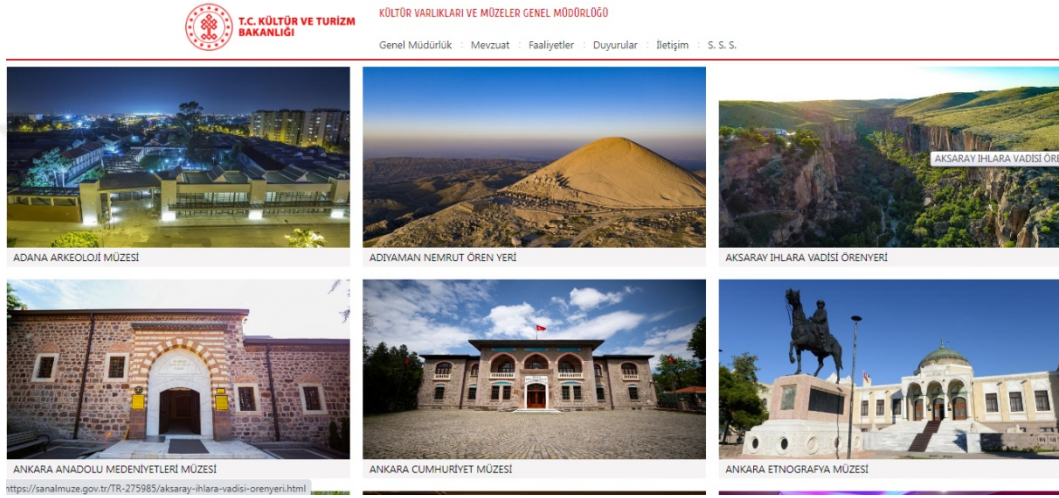 T.C. KÜLTÜR VE TURİZM
BAKANLIĞI
KÜLTÜR VARLIKLARI VE MÜZELER GENEL MÜDÜRLÜĞÜ
Genel Müdürlük : Mevzuat : Faaliyetler : Duyurular : İletişim : S. S. S.
AKSARAY IHLARA VADİSİ ÖRE
ADANA ARKEOLOJİ MÜZESİ
ADIYAMAN NEMRUT ÖREN YERİ
AKSARAY IHLARA VADİSİ ÖRENYERİ
ANKARA ANADOLU MEDENİYETLERİ MÜZESİ
ANKARA CUMHURİYET MÜZESİ
ANKARA ETNOGRAFYA MÜZESİ
https://sanalmuze.gov.tr/TR-275985/aksaray-ihlara-vadisi-orenyeri.html